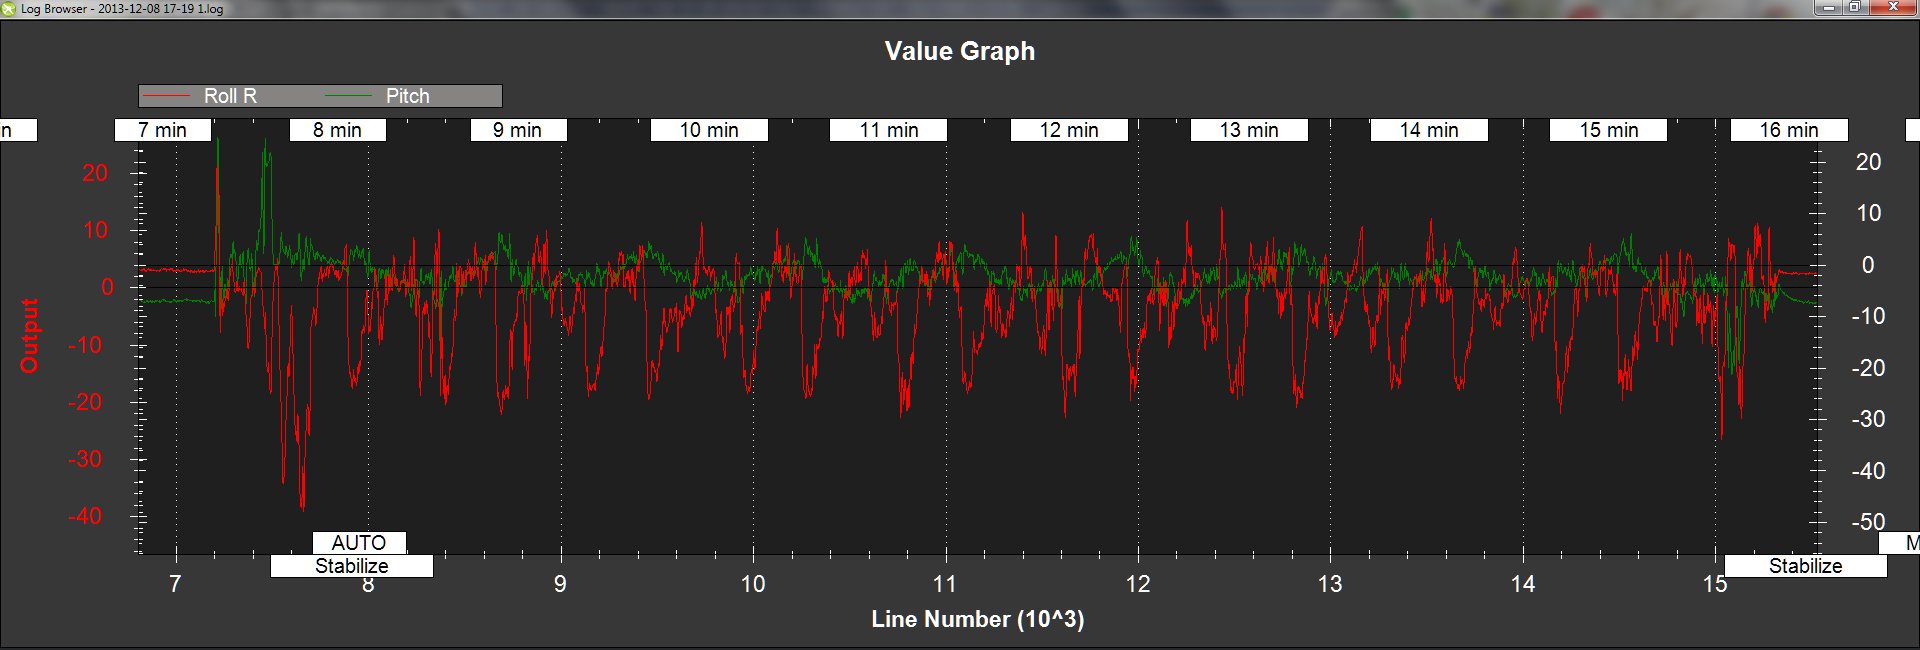 Log Browser - 2013-12-08 17-19 1.log
Value Graph
Roll R Pitch
n 7 min 8 min 9 min 10 min 11 min 12 min 13 min 14 min 15 min 16 min
20
10
0
-10
-20
-30
-40
Output
20
10
0
-10
-20
-30
-40
-50
AUTO M
Stabilize Stabilize
7 8 9 10 11 12 13 14 15
Line Number (10^3)